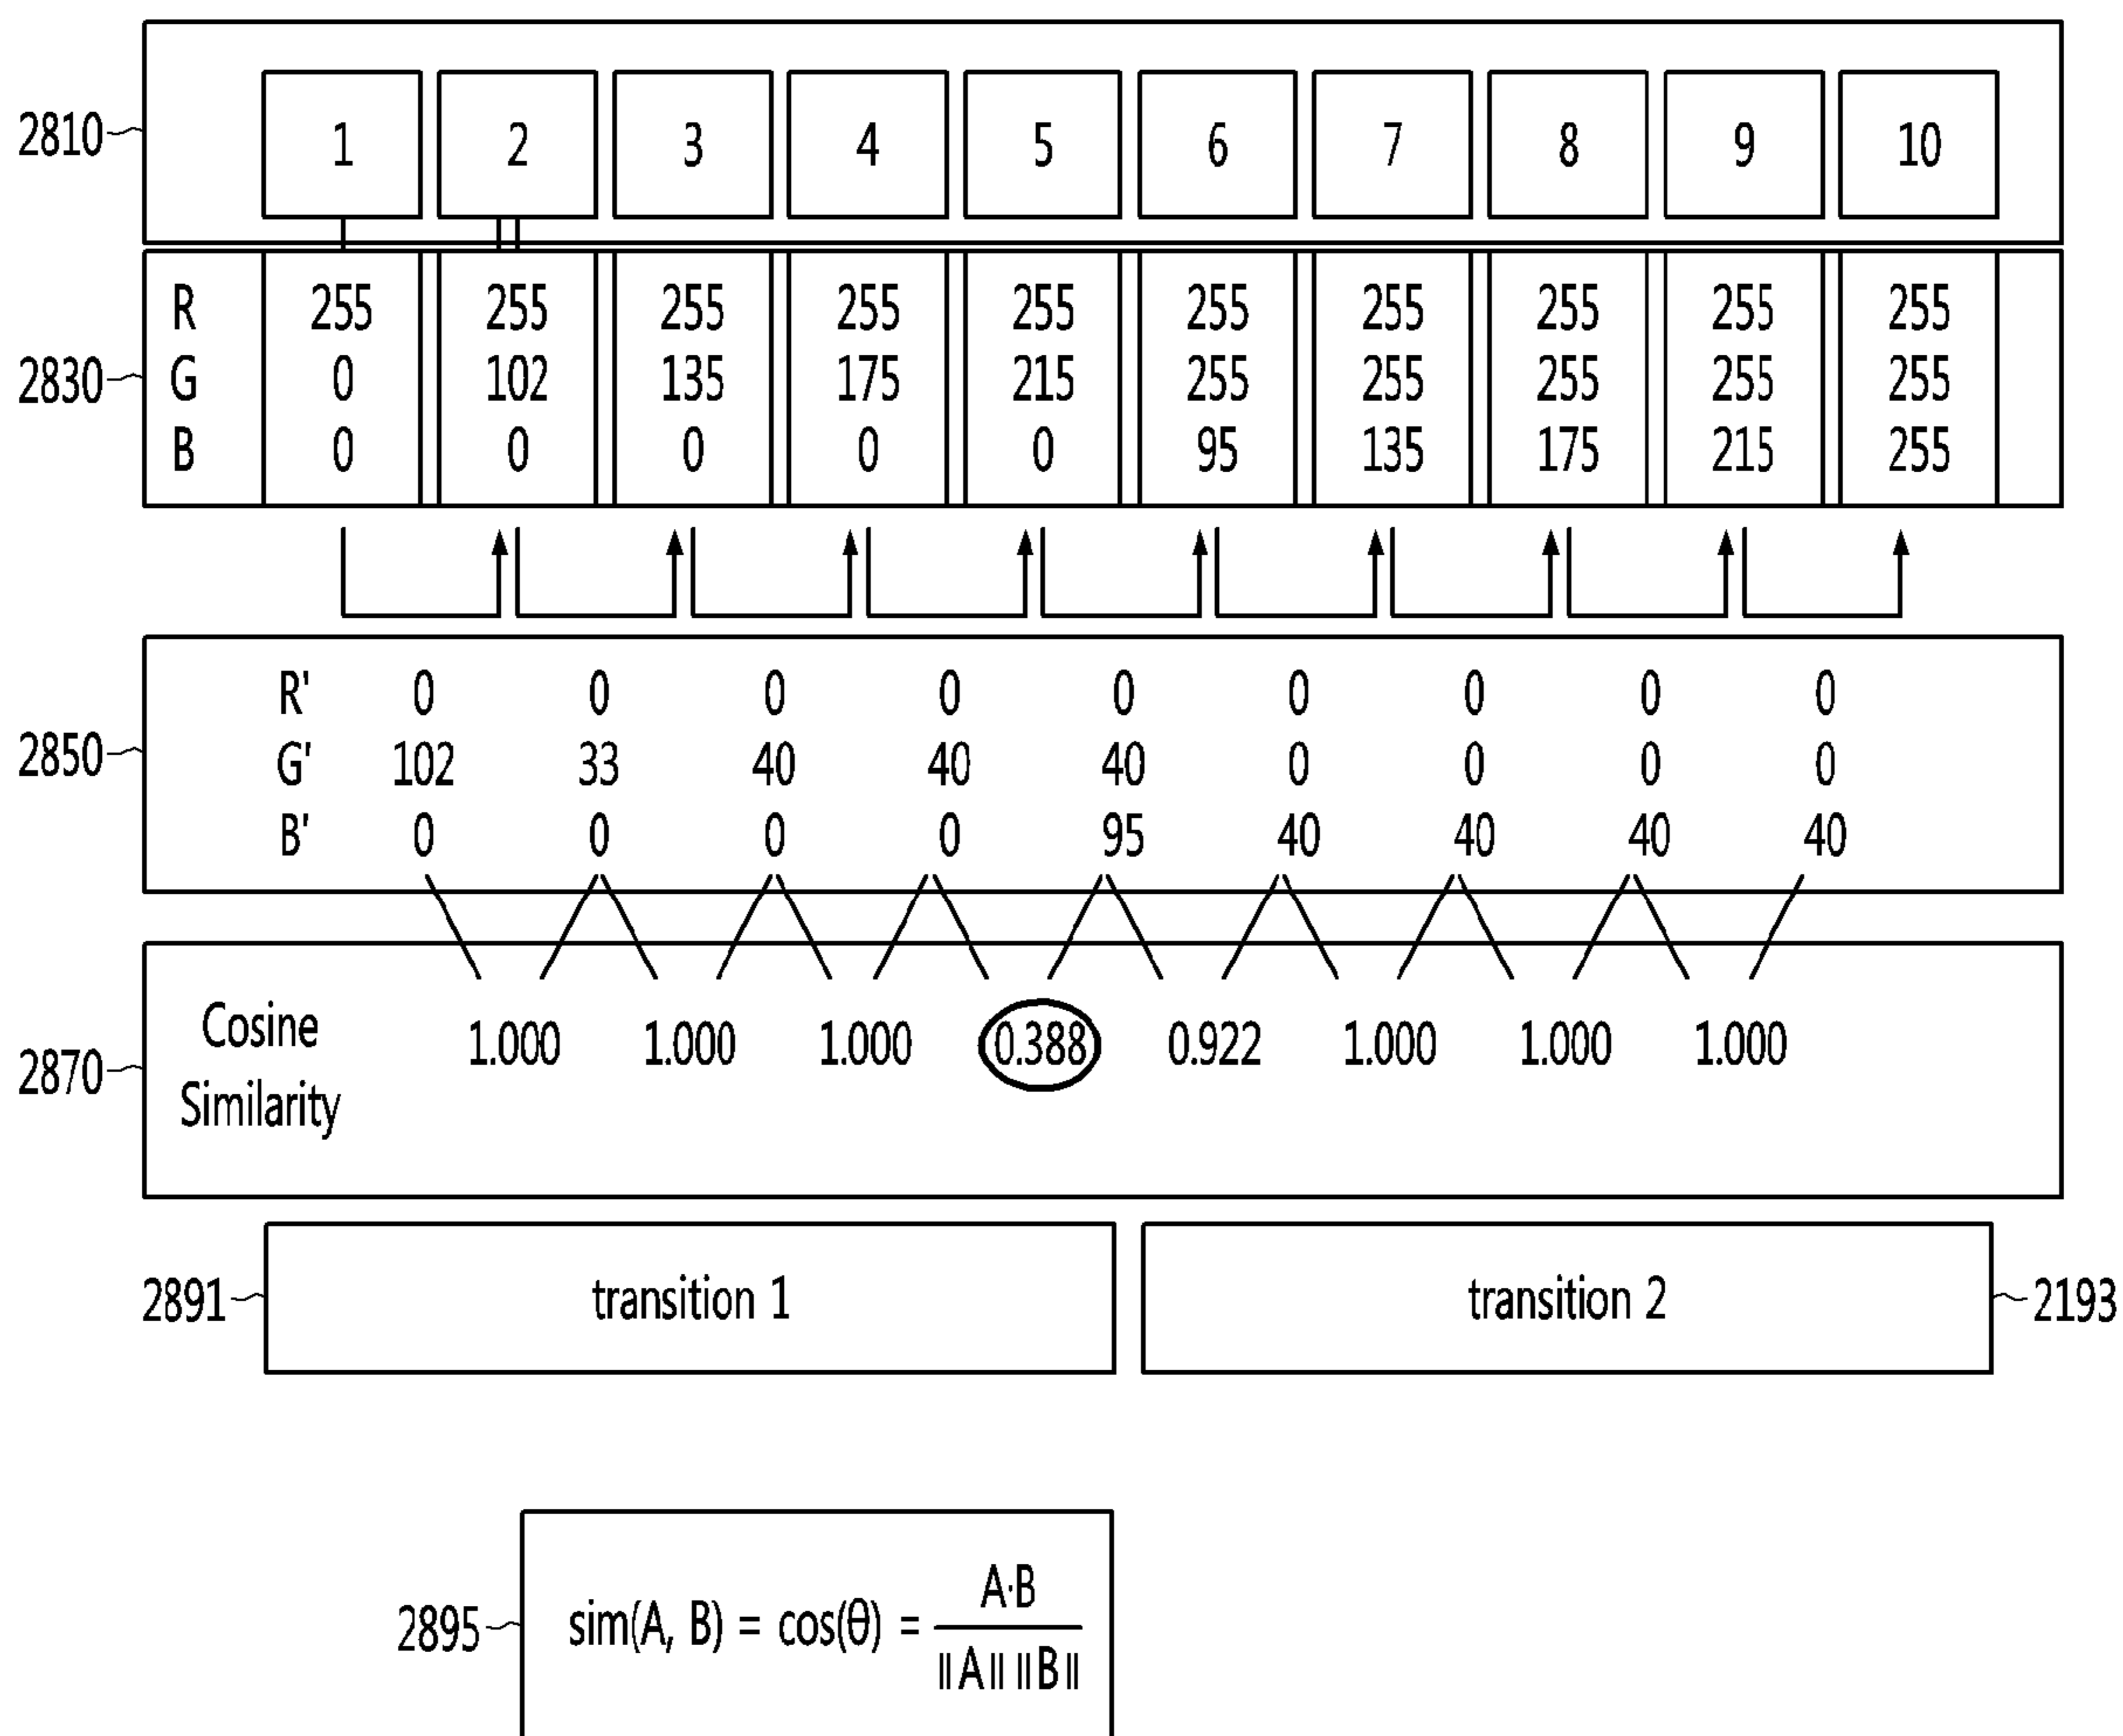 2810
1 2 3 4 5 6 7 8 9 10
2830
R 255 255 255 255 255 255 255 255 255 255
G 0 102 135 175 215 255 255 255 255 255
B 0 0 0 0 0 95 135 175 215 255
2850
R' 0 0 0 0 0 0 0 0 0
G' 102 33 40 40 40 0 0 0 0
B' 0 0 0 0 95 40 40 40 40
2870
Cosine
Similarity
1.000 1.000 1.000 0.388 0.922 1.000 1.000 1.000
2891
transition 1
transition 2
2193
2895
sim(A, B) = cos(θ) = A·B
‖A‖ ‖B‖